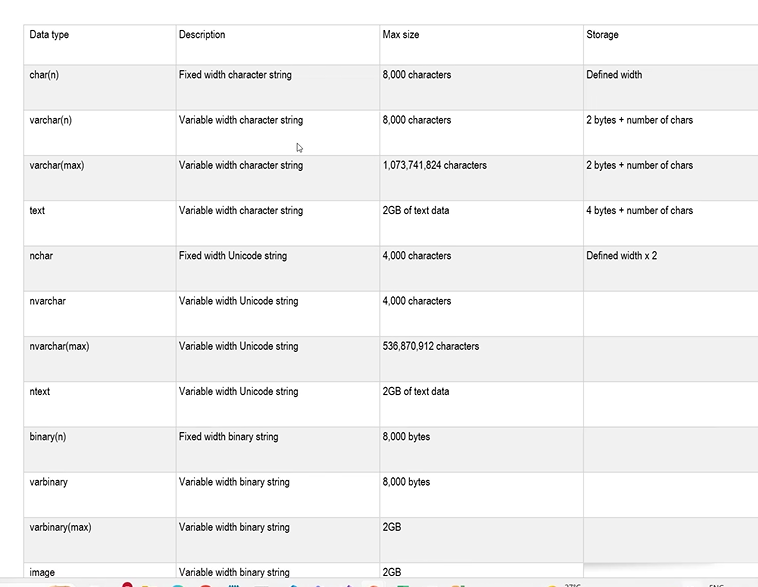 Data type Description Max size Storage
char(n) Fixed width character string 8,000 characters Defined width
varchar(n) Variable width character string 8,000 characters 2 bytes + number of chars
varchar(max) Variable width character string 1,073,741,824 characters 2 bytes + number of chars
text Variable width character string 2GB of text data 4 bytes + number of chars
nchar Fixed width Unicode string 4,000 characters Defined width x 2
nvarchar Variable width Unicode string 4,000 characters
nvarchar(max) Variable width Unicode string 536,870,912 characters
ntext Variable width Unicode string 2GB of text data
binary(n) Fixed width binary string 8,000 bytes
varbinary Variable width binary string 8,000 bytes
varbinary(max) Variable width binary string 2GB
image Variable width binary string 2GB